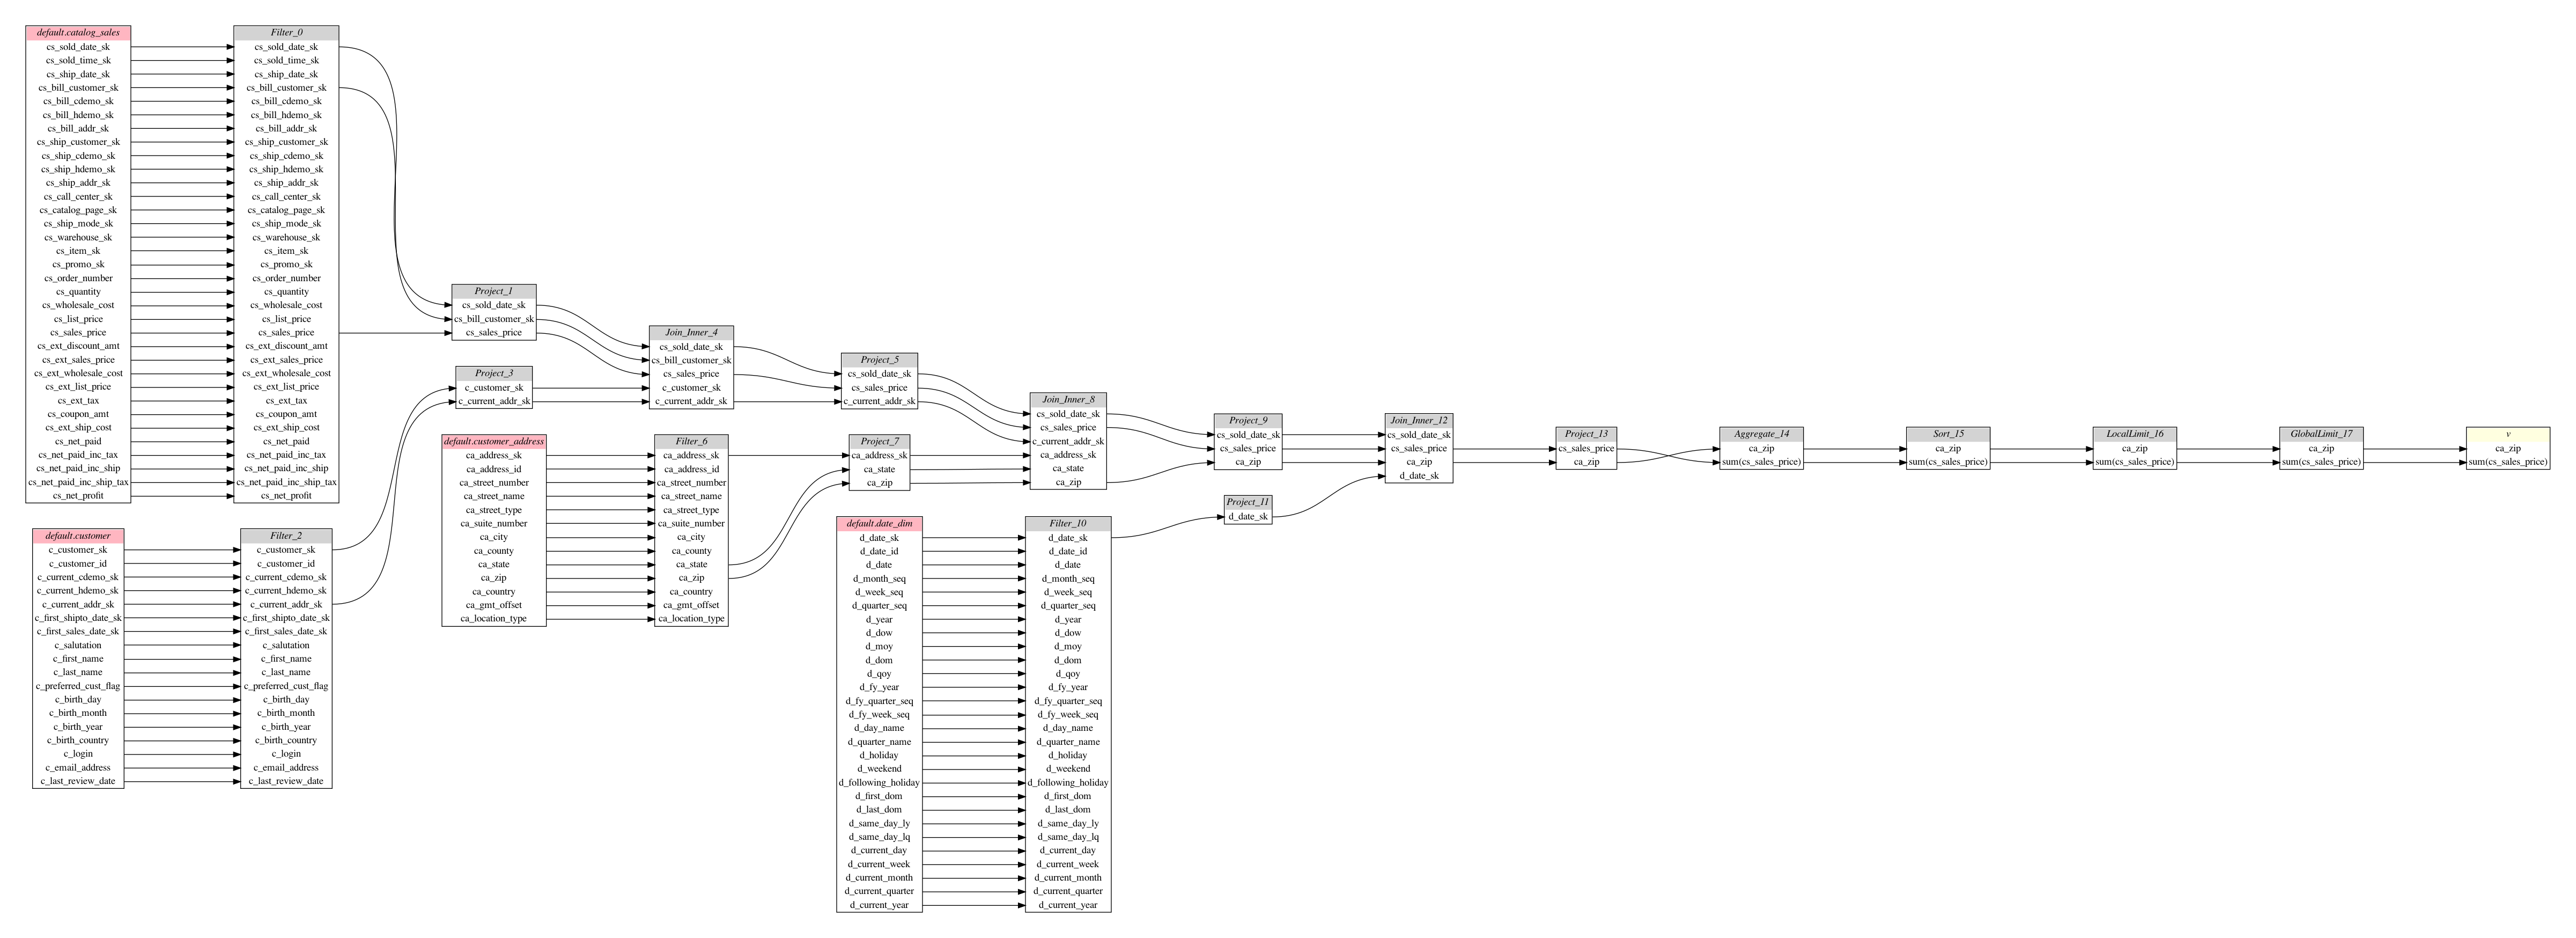 default.catalog_sales
cs_sold_date_sk
cs_sold_time_sk
cs_ship_date_sk
cs_bill_customer_sk
cs_bill_cdemo_sk
cs_bill_hdemo_sk
cs_bill_addr_sk
cs_ship_customer_sk
cs_ship_cdemo_sk
cs_ship_hdemo_sk
cs_ship_addr_sk
cs_call_center_sk
cs_catalog_page_sk
cs_ship_mode_sk
cs_warehouse_sk
cs_item_sk
cs_promo_sk
cs_order_number
cs_quantity
cs_wholesale_cost
cs_list_price
cs_sales_price
cs_ext_discount_amt
cs_ext_sales_price
cs_ext_wholesale_cost
cs_ext_list_price
cs_ext_tax
cs_coupon_amt
cs_ext_ship_cost
cs_net_paid
cs_net_paid_inc_tax
cs_net_paid_inc_ship
cs_net_paid_inc_ship_tax
cs_net_profit
Filter_0
cs_sold_date_sk
cs_sold_time_sk
cs_ship_date_sk
cs_bill_customer_sk
cs_bill_cdemo_sk
cs_bill_hdemo_sk
cs_bill_addr_sk
cs_ship_customer_sk
cs_ship_cdemo_sk
cs_ship_hdemo_sk
cs_ship_addr_sk
cs_call_center_sk
cs_catalog_page_sk
cs_ship_mode_sk
cs_warehouse_sk
cs_item_sk
cs_promo_sk
cs_order_number
cs_quantity
cs_wholesale_cost
cs_list_price
cs_sales_price
cs_ext_discount_amt
cs_ext_sales_price
cs_ext_wholesale_cost
cs_ext_list_price
cs_ext_tax
cs_coupon_amt
cs_ext_ship_cost
cs_net_paid
cs_net_paid_inc_tax
cs_net_paid_inc_ship
cs_net_paid_inc_ship_tax
cs_net_profit
default.customer
c_customer_sk
c_customer_id
c_current_cdemo_sk
c_current_hdemo_sk
c_current_addr_sk
c_first_shipto_date_sk
c_first_sales_date_sk
c_salutation
c_first_name
c_last_name
c_preferred_cust_flag
c_birth_day
c_birth_month
c_birth_year
c_birth_country
c_login
c_email_address
c_last_review_date
Filter_2
c_customer_sk
c_customer_id
c_current_cdemo_sk
c_current_hdemo_sk
c_current_addr_sk
c_first_shipto_date_sk
c_first_sales_date_sk
c_salutation
c_first_name
c_last_name
c_preferred_cust_flag
c_birth_day
c_birth_month
c_birth_year
c_birth_country
c_login
c_email_address
c_last_review_date
Project_1
cs_sold_date_sk
cs_bill_customer_sk
cs_sales_price
Project_3
c_customer_sk
c_current_addr_sk
default.customer_address
ca_address_sk
ca_address_id
ca_street_number
ca_street_name
ca_street_type
ca_suite_number
ca_city
ca_county
ca_state
ca_zip
ca_country
ca_gmt_offset
ca_location_type
Join_Inner_4
cs_sold_date_sk
cs_bill_customer_sk
cs_sales_price
c_customer_sk
c_current_addr_sk
Filter_6
ca_address_sk
ca_address_id
ca_street_number
ca_street_name
ca_street_type
ca_suite_number
ca_city
ca_county
ca_state
ca_zip
ca_country
ca_gmt_offset
ca_location_type
Project_5
cs_sold_date_sk
cs_sales_price
c_current_addr_sk
Project_7
ca_address_sk
ca_state
ca_zip
default.date_dim
d_date_sk
d_date_id
d_date
d_month_seq
d_week_seq
d_quarter_seq
d_year
d_dow
d_moy
d_dom
d_qoy
d_fy_year
d_fy_quarter_seq
d_fy_week_seq
d_day_name
d_quarter_name
d_holiday
d_weekend
d_following_holiday
d_first_dom
d_last_dom
d_same_day_ly
d_same_day_lq
d_current_day
d_current_week
d_current_month
d_current_quarter
d_current_year
Join_Inner_8
cs_sold_date_sk
cs_sales_price
c_current_addr_sk
ca_address_sk
ca_state
ca_zip
Filter_10
d_date_sk
d_date_id
d_date
d_month_seq
d_week_seq
d_quarter_seq
d_year
d_dow
d_moy
d_dom
d_qoy
d_fy_year
d_fy_quarter_seq
d_fy_week_seq
d_day_name
d_quarter_name
d_holiday
d_weekend
d_following_holiday
d_first_dom
d_last_dom
d_same_day_ly
d_same_day_lq
d_current_day
d_current_week
d_current_month
d_current_quarter
d_current_year
Project_9
cs_sold_date_sk
cs_sales_price
ca_zip
Project_11
d_date_sk
Join_Inner_12
cs_sold_date_sk
cs_sales_price
ca_zip
d_date_sk
Project_13
cs_sales_price
ca_zip
Aggregate_14
ca_zip
sum(cs_sales_price)
Sort_15
ca_zip
sum(cs_sales_price)
LocalLimit_16
ca_zip
sum(cs_sales_price)
GlobalLimit_17
ca_zip
sum(cs_sales_price)
v
ca_zip
sum(cs_sales_price)